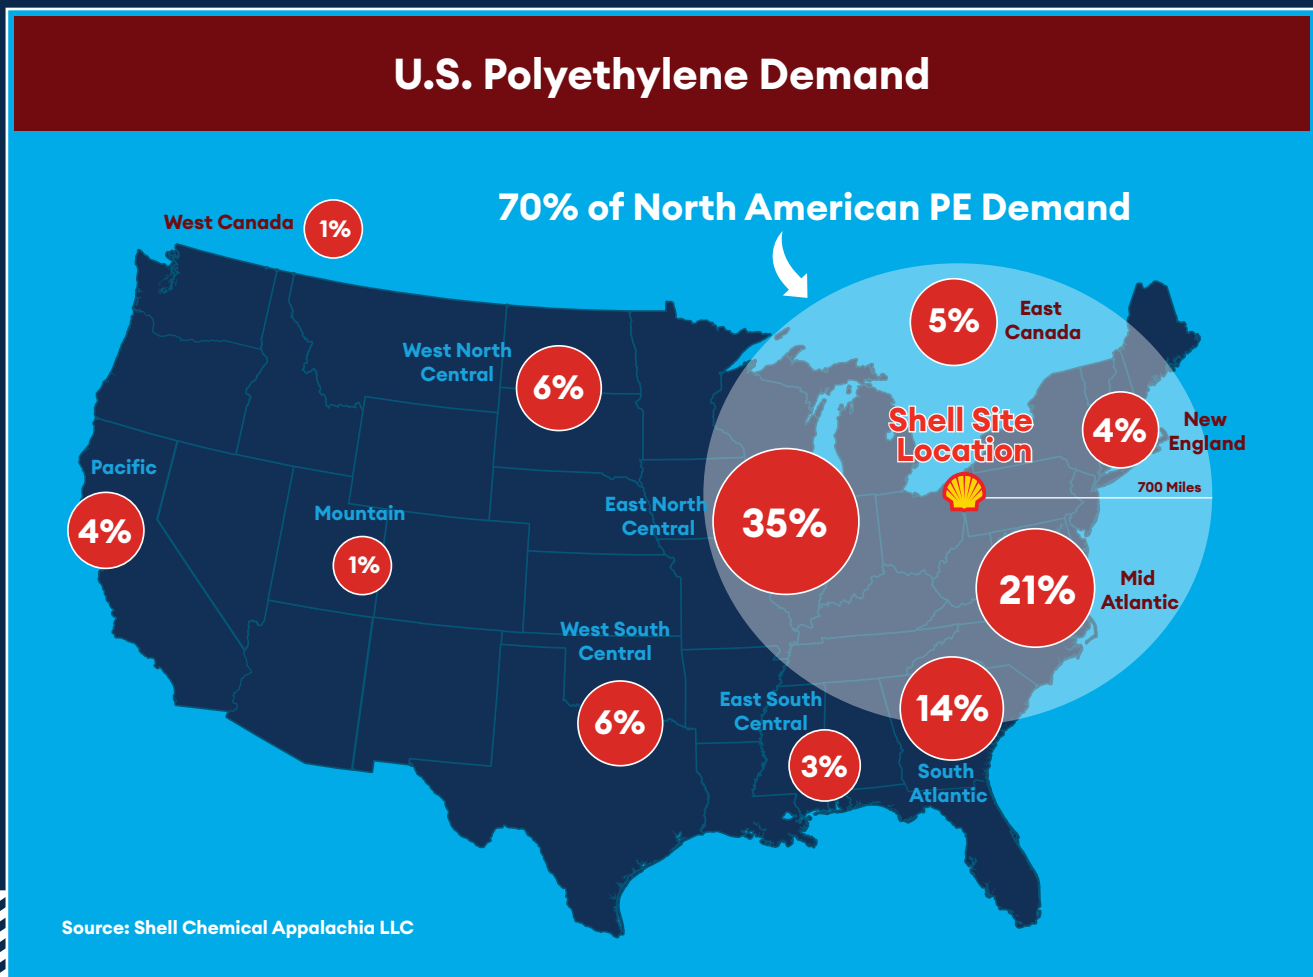 U.S. Polyethylene Demand
70% of North American PE Demand
West Canada
1%
5%
East
Canada
West North
Central
6%
Shell Site
Location
4%
New
England
Pacific
4%
Mountain
1%
East North
Central
35%
700 Miles
21%
Mid
Atlantic
West South
Central
6%
East South
Central
3%
14%
South
Atlantic
Source: Shell Chemical Appalachia LLC